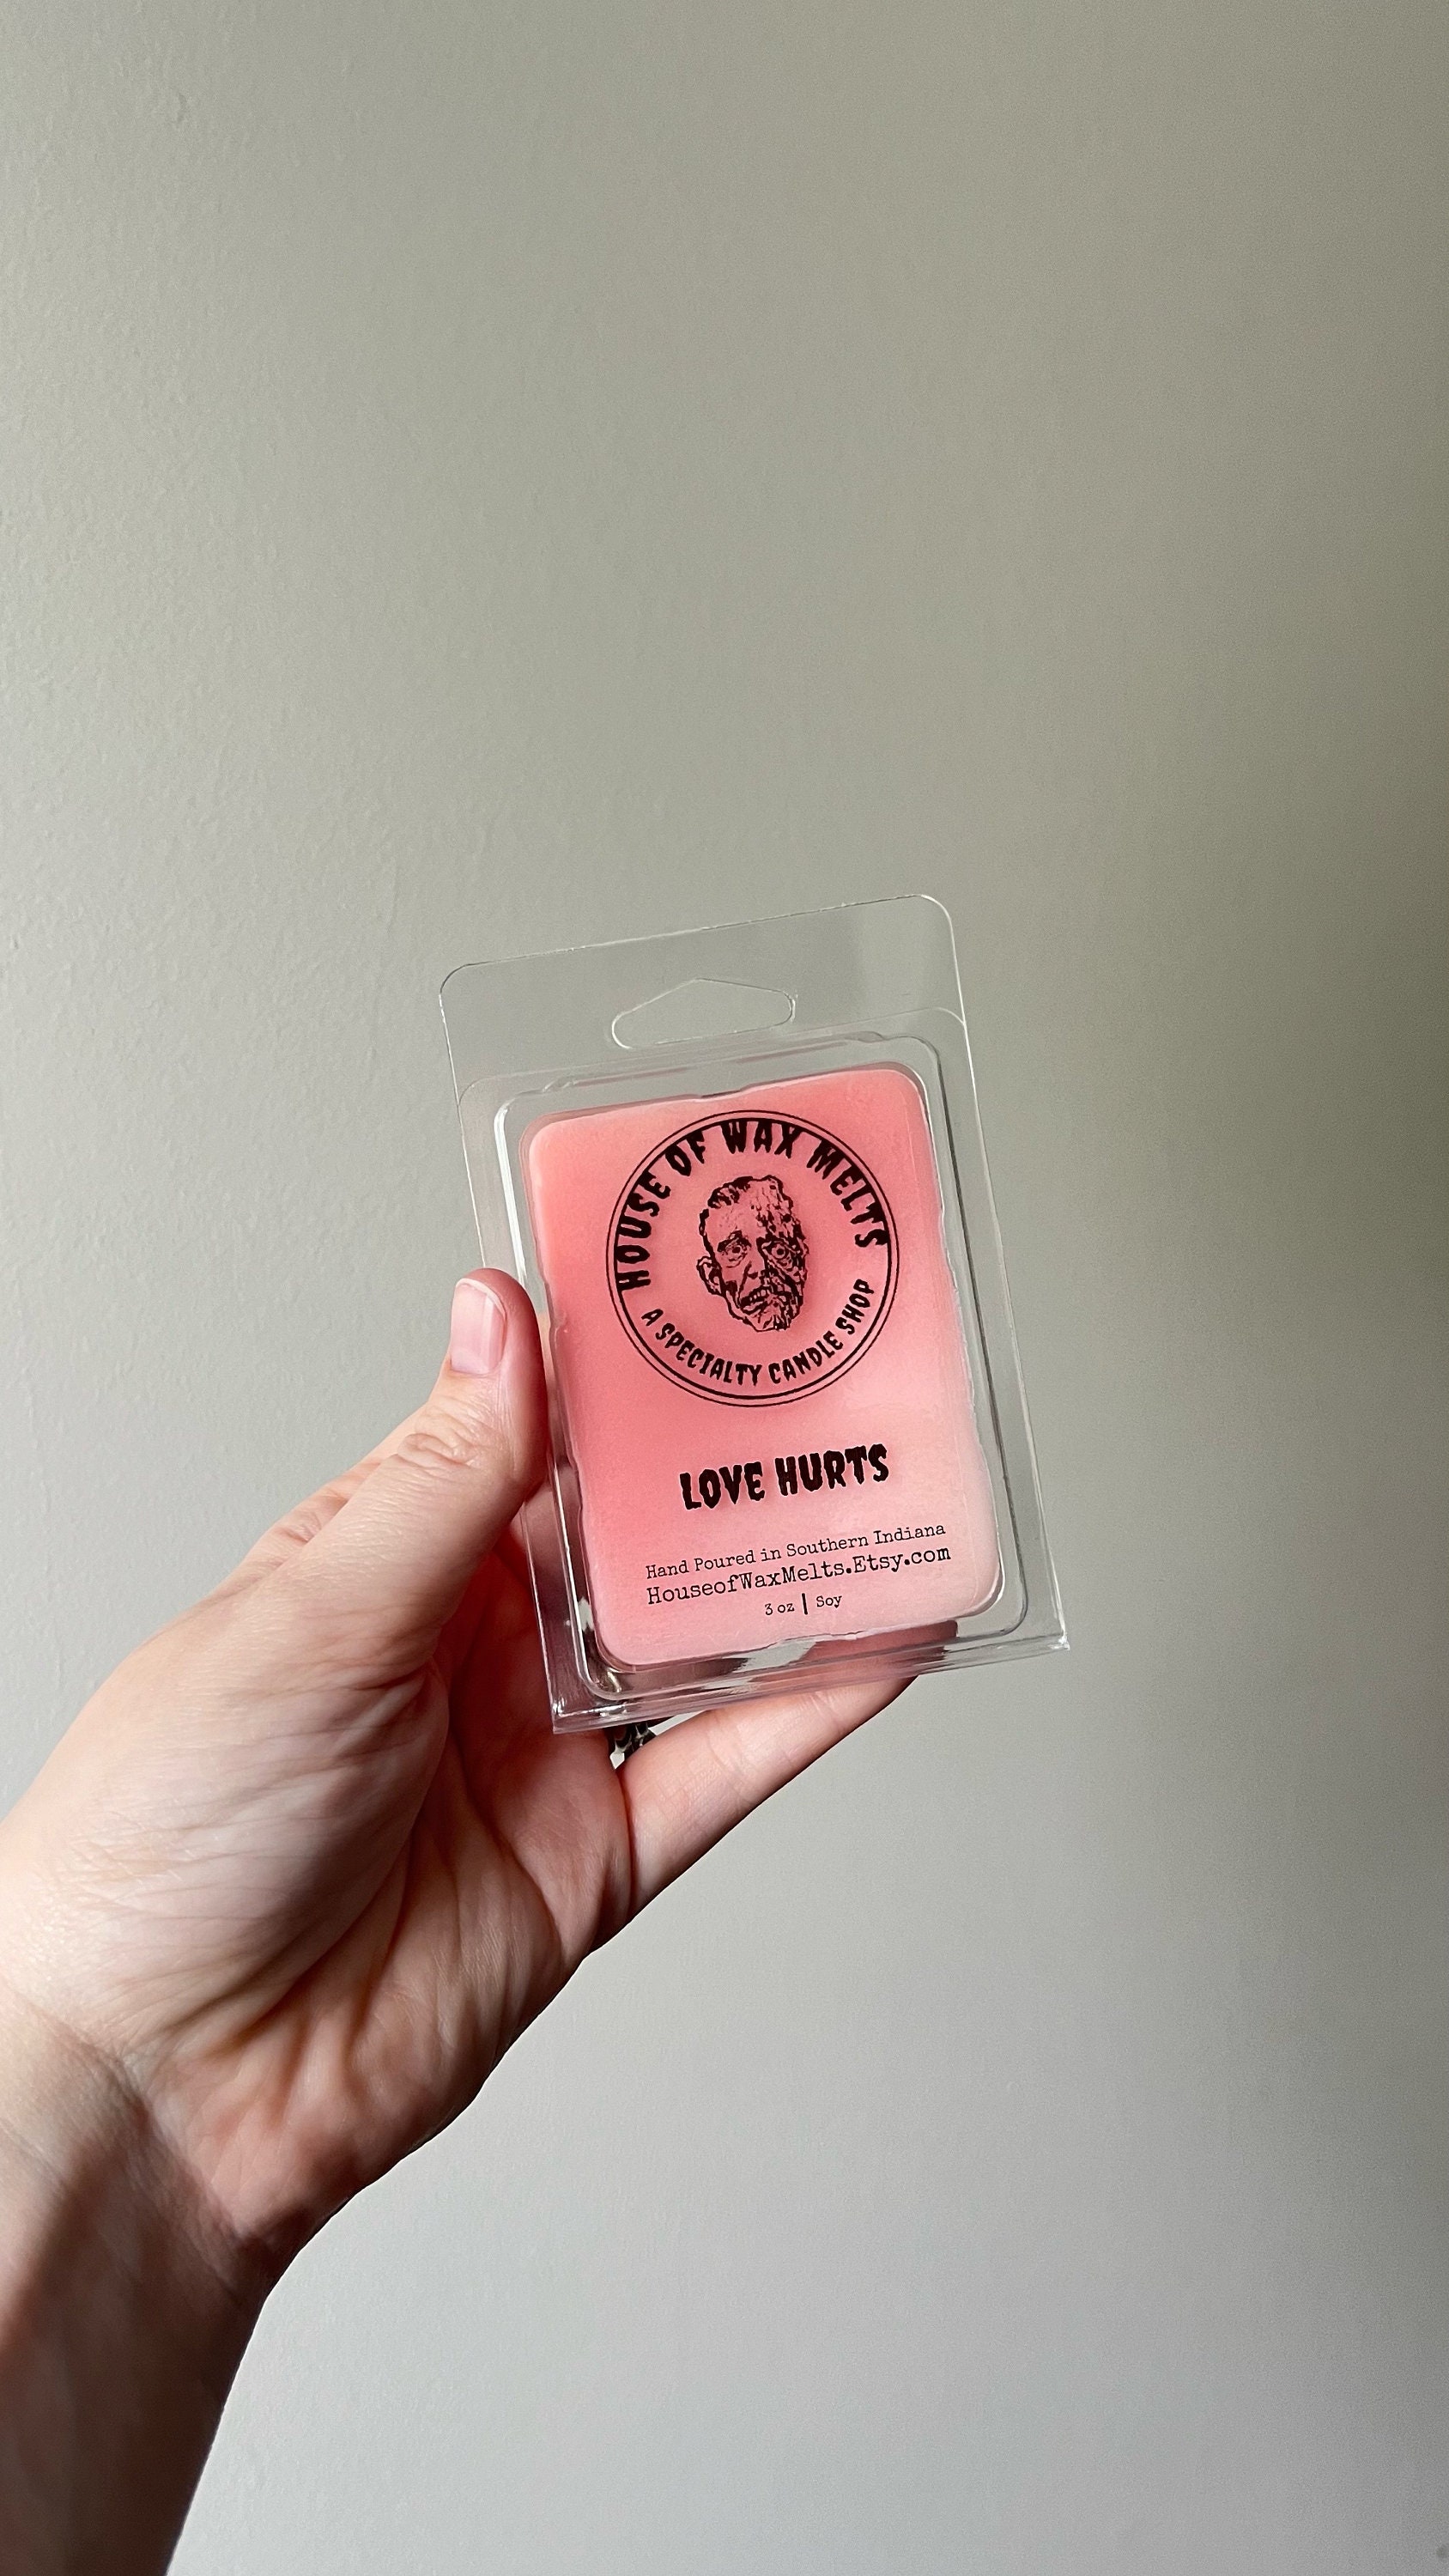 HOUSE OF WAX MELTS
A SPECIALTY CANDLE SHOP
LOVE HURTS
Hand Poured in Southern Indiana
HouseofWaxMelts.Etsy.com
3 oz | Soy